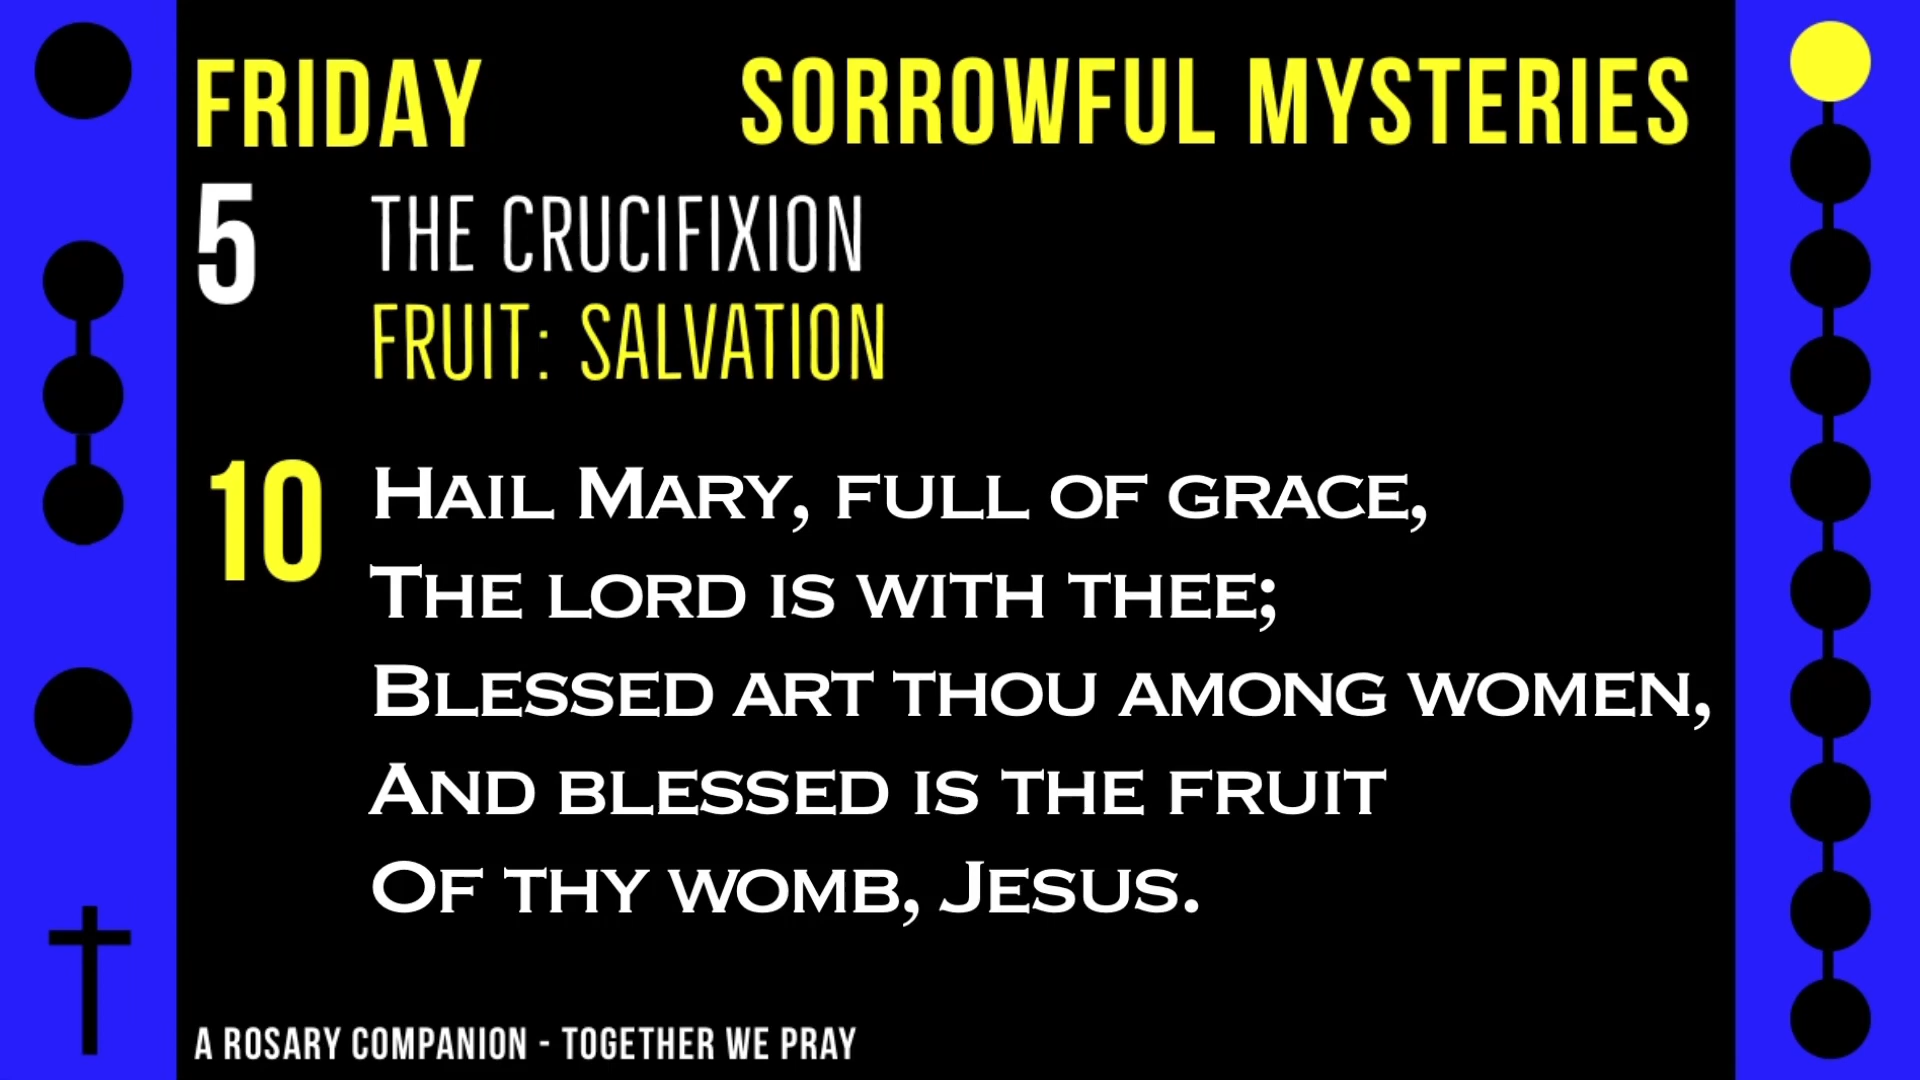 FRIDAY SORROWFUL MYSTERIES
5 THE CRUCIFIXION
FRUIT: SALVATION
10 Hail Mary, full of grace,
The lord is with thee;
Blessed art thou among women,
And blessed is the fruit
Of thy womb, Jesus.
A ROSARY COMPANION - TOGETHER WE PRAY